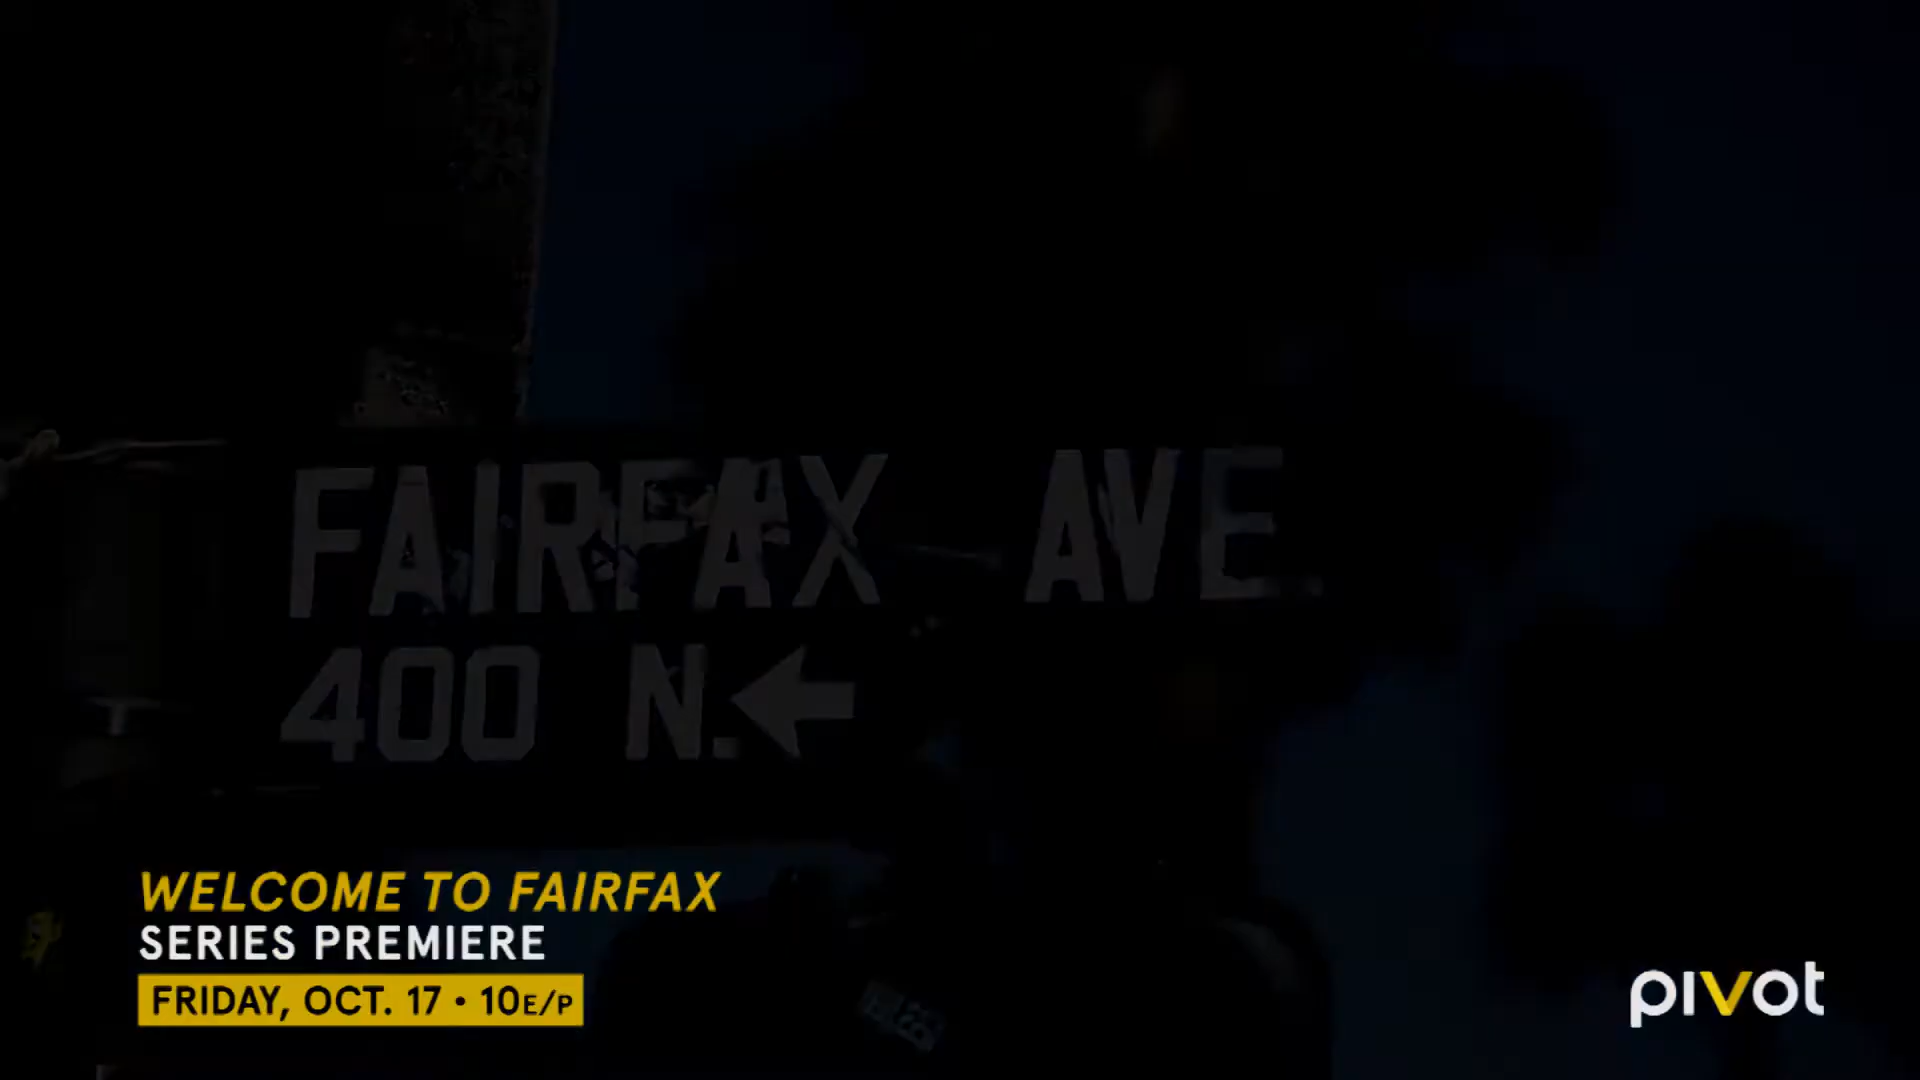 FAIRFAX AVE.
400 N.
WELCOME TO FAIRFAX
SERIES PREMIERE
FRIDAY, OCT. 17 • 10E/P
pivot